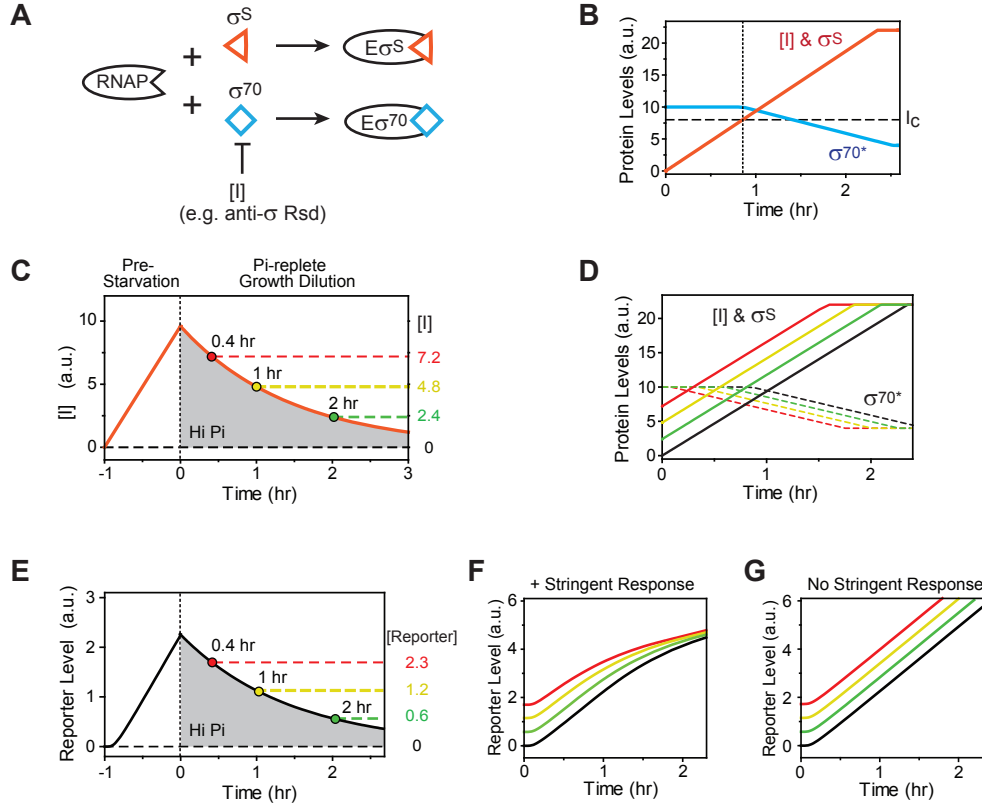 A
σS
EσS
RNAP
+
+
σ70
Eσ70
[I]
(e.g. anti-σ Rsd)
B
Protein Levels (a.u.)
20
15
10
5
0
[I] & σS
IC
σ70*
0
1
2
Time (hr)
C
Pre-
Starvation
Pi-replete
Growth Dilution
[I] (a.u.)
10
5
0
0.4 hr
1 hr
2 hr
Hi Pi
[I]
7.2
4.8
2.4
0
-1
0
1
2
3
Time (hr)
D
Protein Levels (a.u.)
20
15
10
5
0
[I] & σS
σ70*
0
1
2
Time (hr)
E
Reporter Level (a.u.)
3
2
1
0
0.4 hr
1 hr
2 hr
Hi Pi
[Reporter]
2.3
1.2
0.6
0
-1
0
1
2
Time (hr)
F
+ Stringent Response
Reporter Level (a.u.)
6
4
2
0
0
1
2
Time (hr)
G
No Stringent Response
Reporter Level (a.u.)
6
4
2
0
0
1
2
Time (hr)